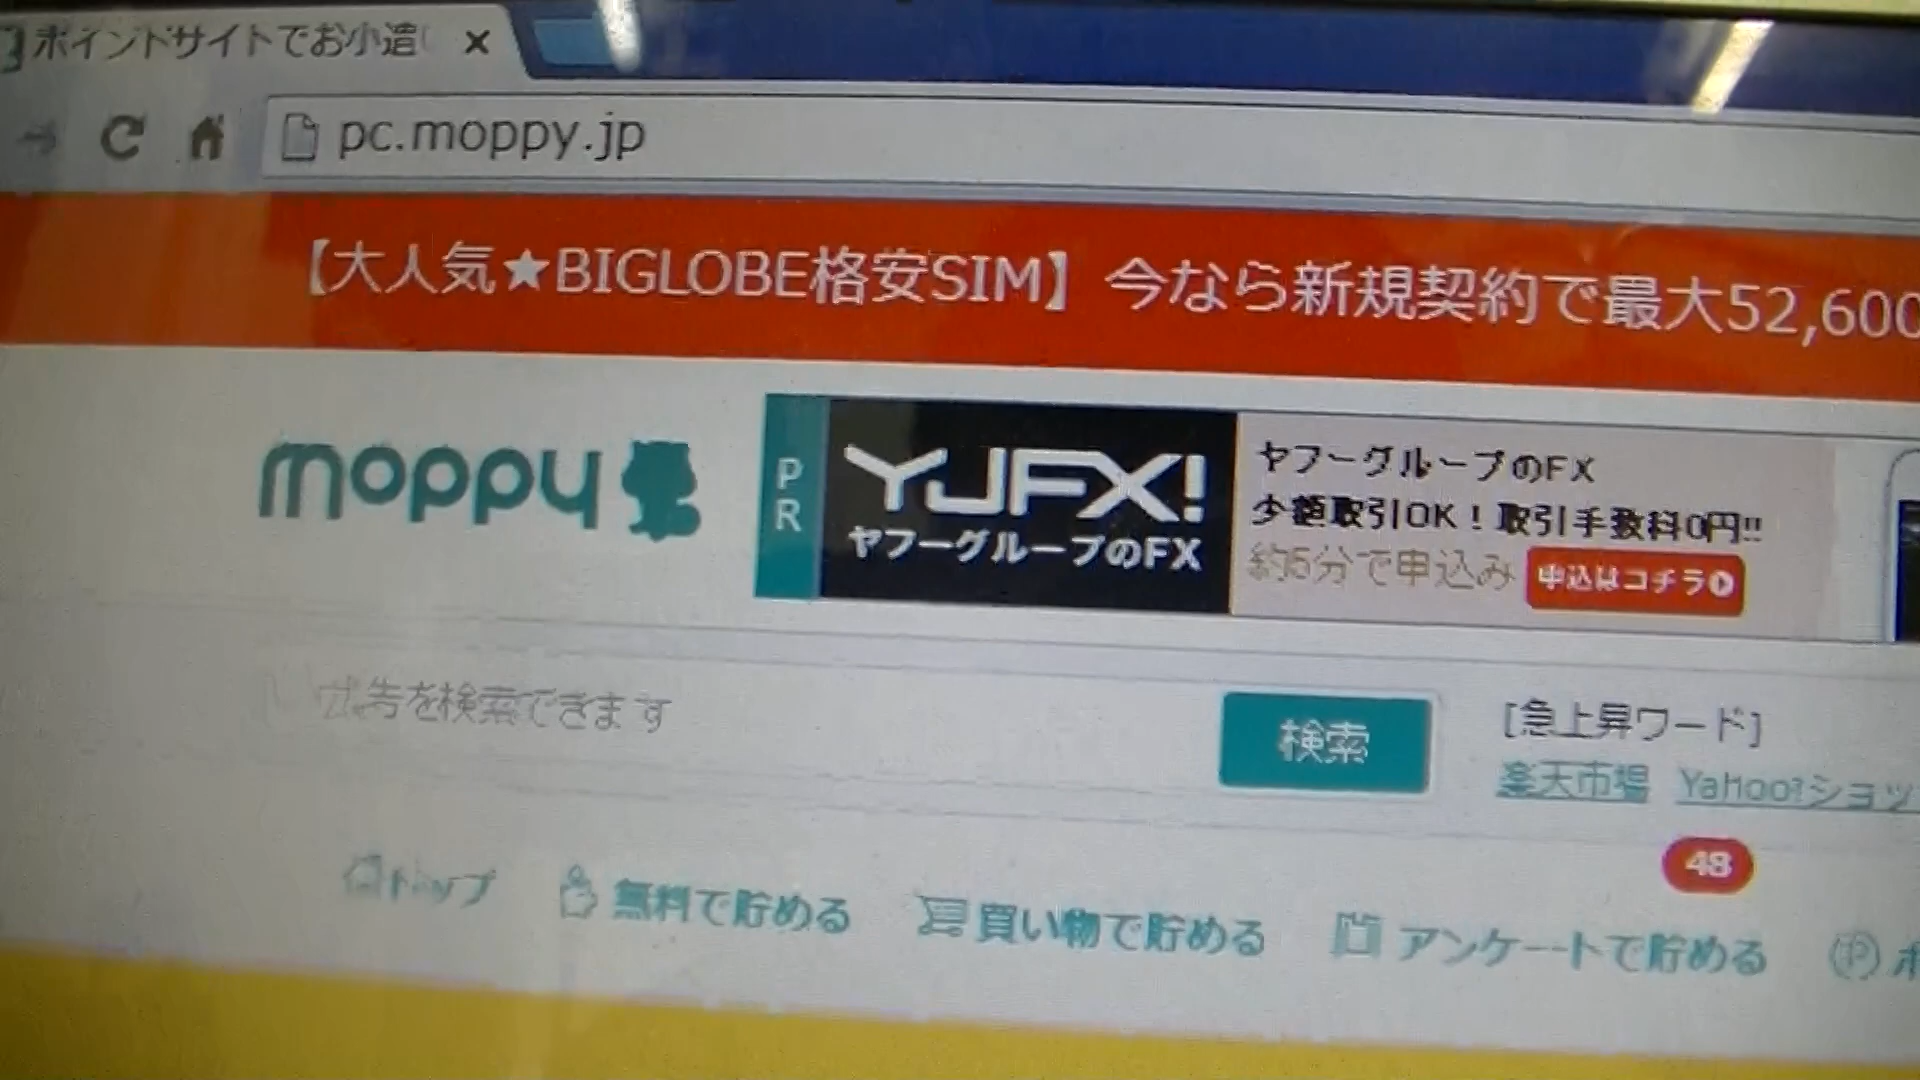 ポイントサイトでお小遣
pc.moppy.jp
【大人気★BIGLOBE格安SIM】今なら新規契約で最大52,600
moppy
PR
YJFX!
ヤフーグループのFX
ヤフーグループのFX
少額取引OK！取引手数料0円!!
約5分で申込み 申込はコチラ
広告を検索できます
検索
[急上昇ワード]
楽天市場 Yahoo!ショッ
48
トップ 無料で貯める 買い物で貯める アンケートで貯める